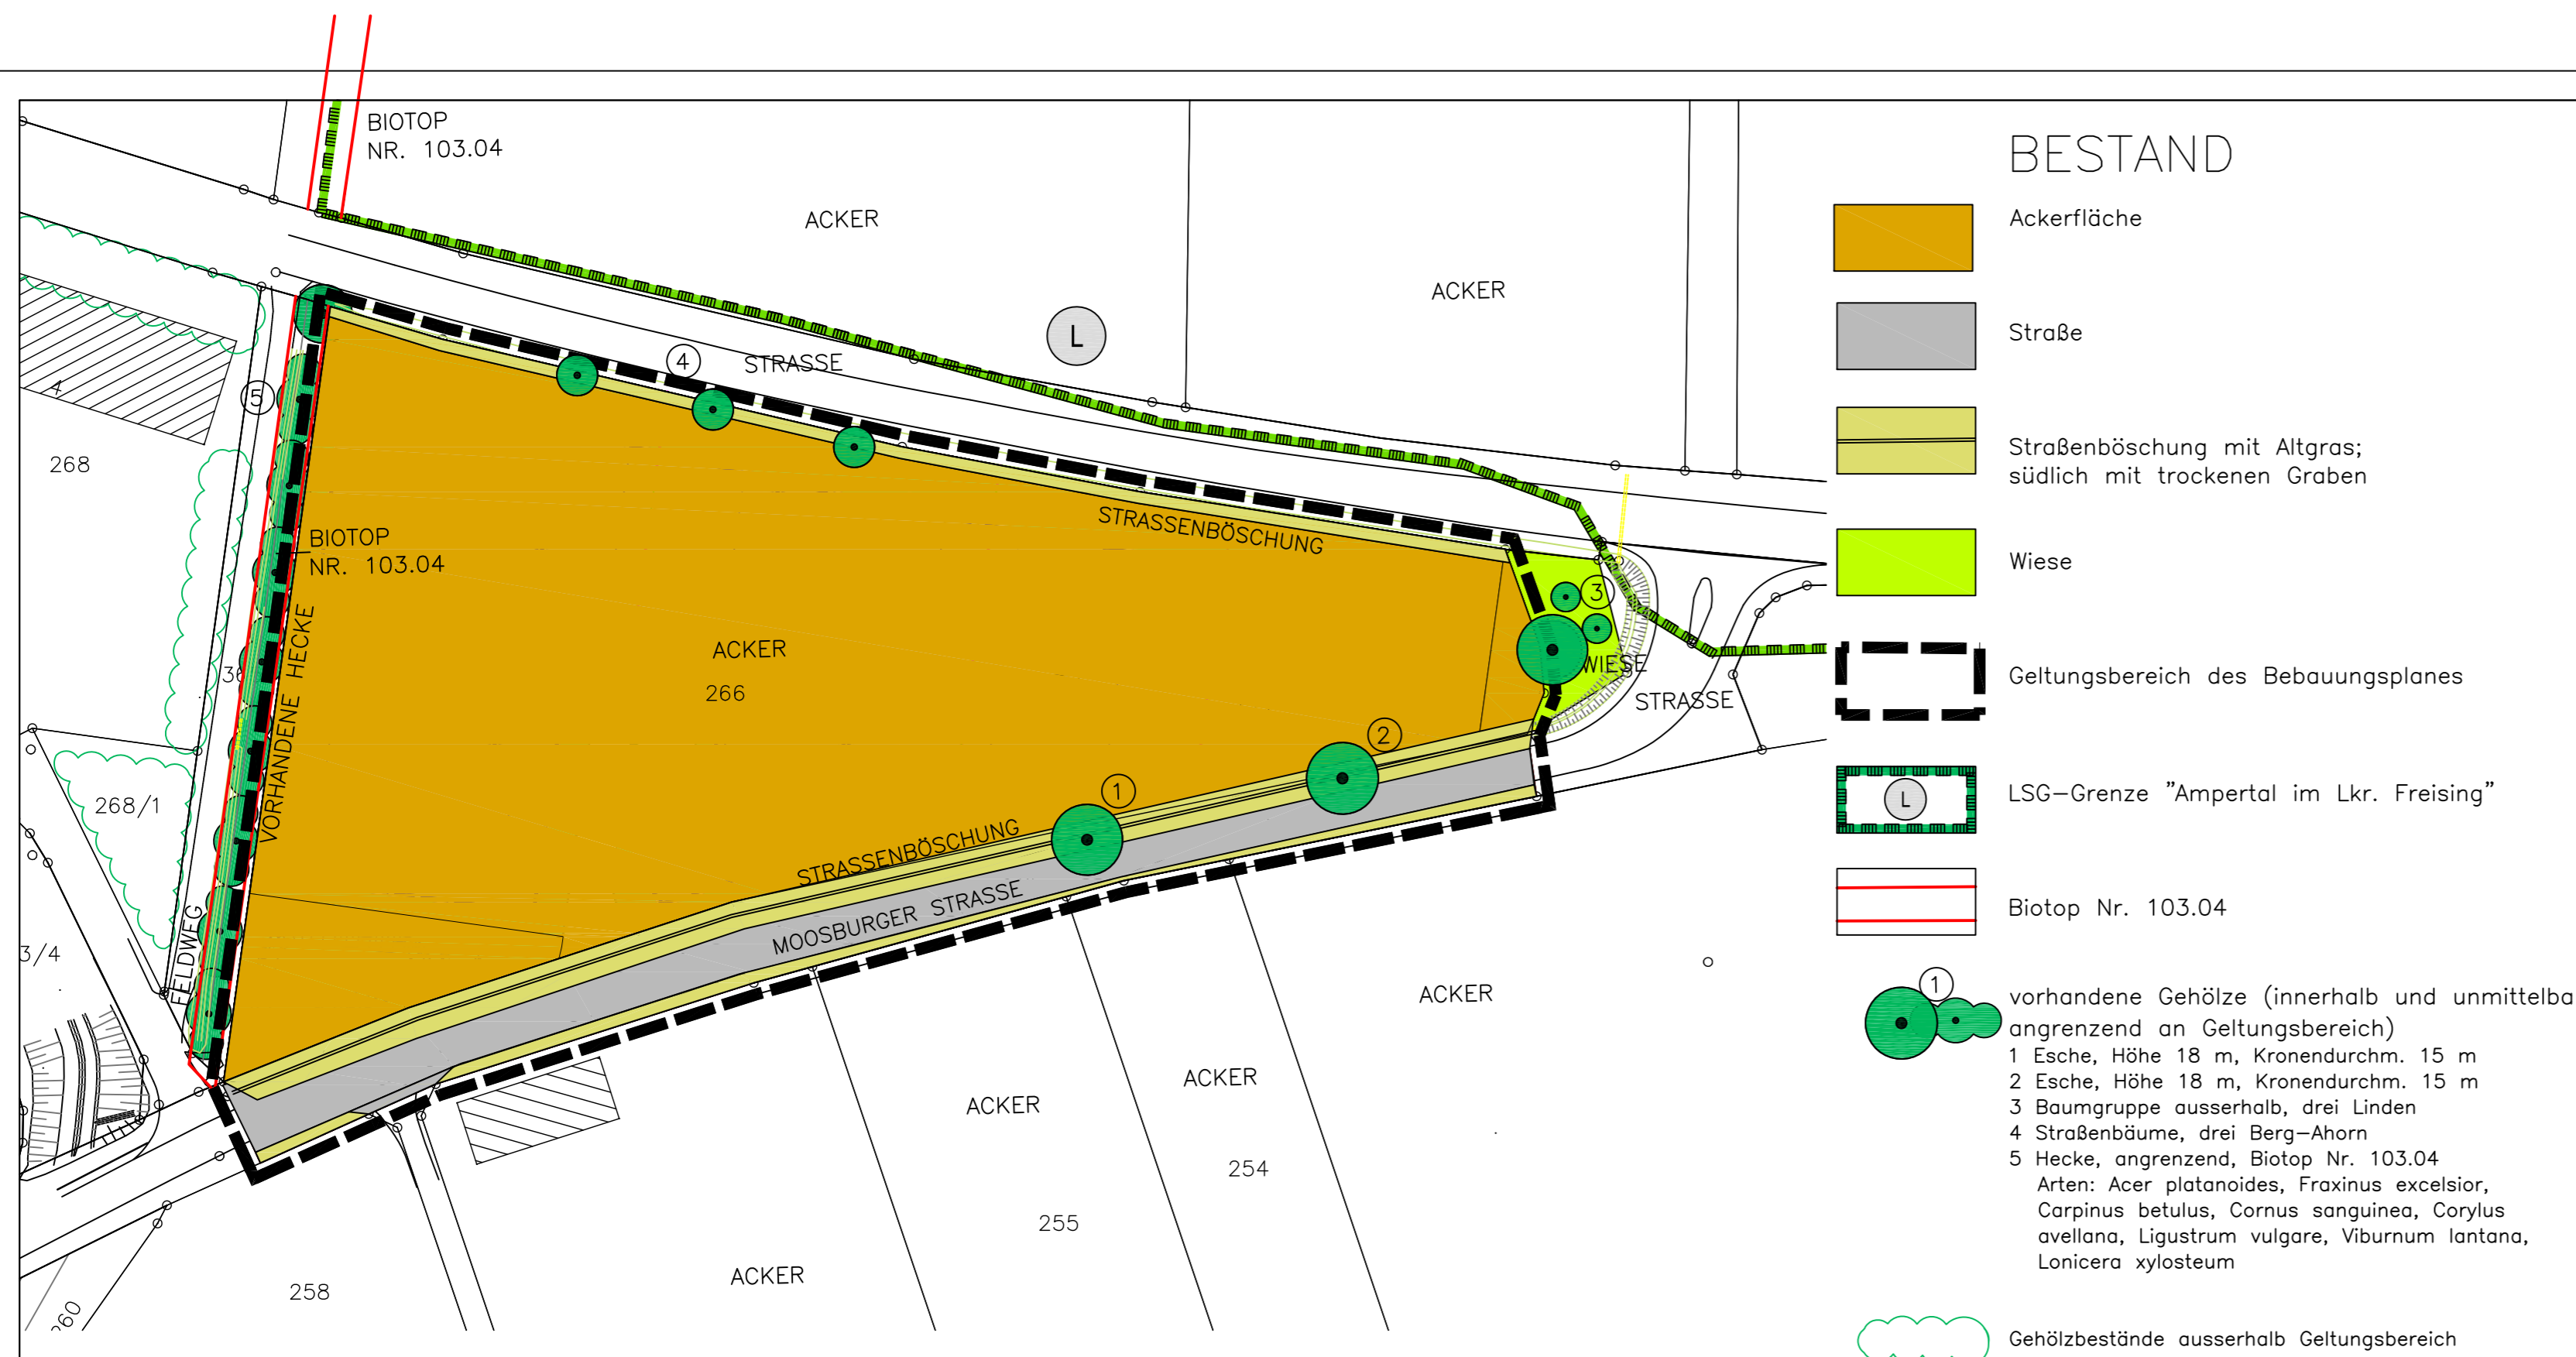 BIOTOP
NR. 103.04
ACKER
ACKER
L
4
STRASSE
5
4
268
BIOTOP
NR. 103.04
STRASSENBÖSCHUNG
3
ACKER
266
WIESE
STRASSE
VORHANDENE HECKE
2
1
268/1
STRASSENBÖSCHUNG
MOOSBURGER STRASSE
FELDWEG
3/4
ACKER
ACKER
ACKER
254
255
ACKER
258
260
BESTAND
Ackerfläche
Straße
Straßenböschung mit Altgras;
südlich mit trockenen Graben
Wiese
Geltungsbereich des Bebauungsplanes
L
LSG-Grenze "Ampertal im Lkr. Freising"
Biotop Nr. 103.04
1
vorhandene Gehölze (innerhalb und unmittelba
angrenzend an Geltungsbereich)
1 Esche, Höhe 18 m, Kronendurchm. 15 m
2 Esche, Höhe 18 m, Kronendurchm. 15 m
3 Baumgruppe ausserhalb, drei Linden
4 Straßenbäume, drei Berg-Ahorn
5 Hecke, angrenzend, Biotop Nr. 103.04
Arten: Acer platanoides, Fraxinus excelsior,
Carpinus betulus, Cornus sanguinea, Corylus
avellana, Ligustrum vulgare, Viburnum lantana,
Lonicera xylosteum
Gehölzbestände ausserhalb Geltungsbereich